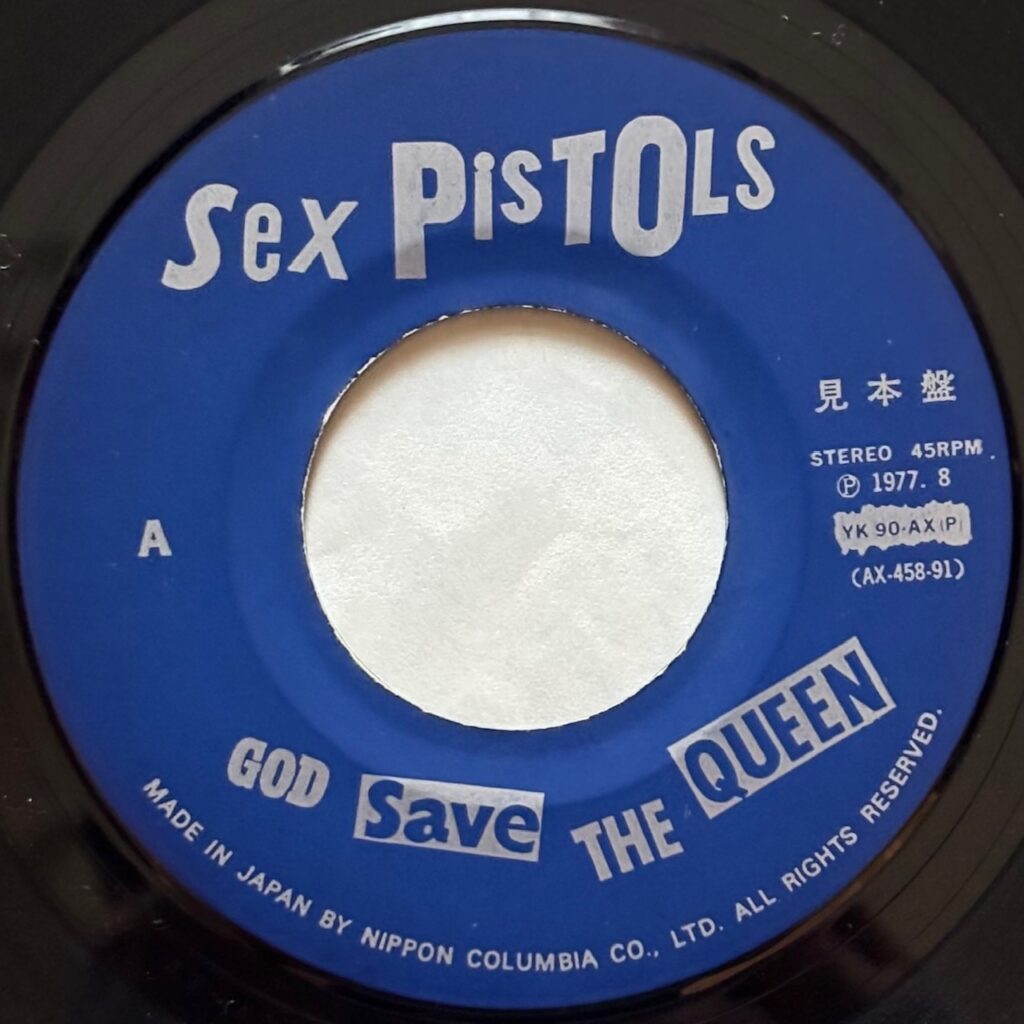 Sex PisTOLS
見本盤
STEREO 45RPM.
Ⓟ 1977. 8
A
YK 90-AX (P)
(AX-458-91)
GOD Save THE QUEEN
MADE IN JAPAN BY NIPPON COLUMBIA CO., LTD. ALL RIGHTS RESERVED.